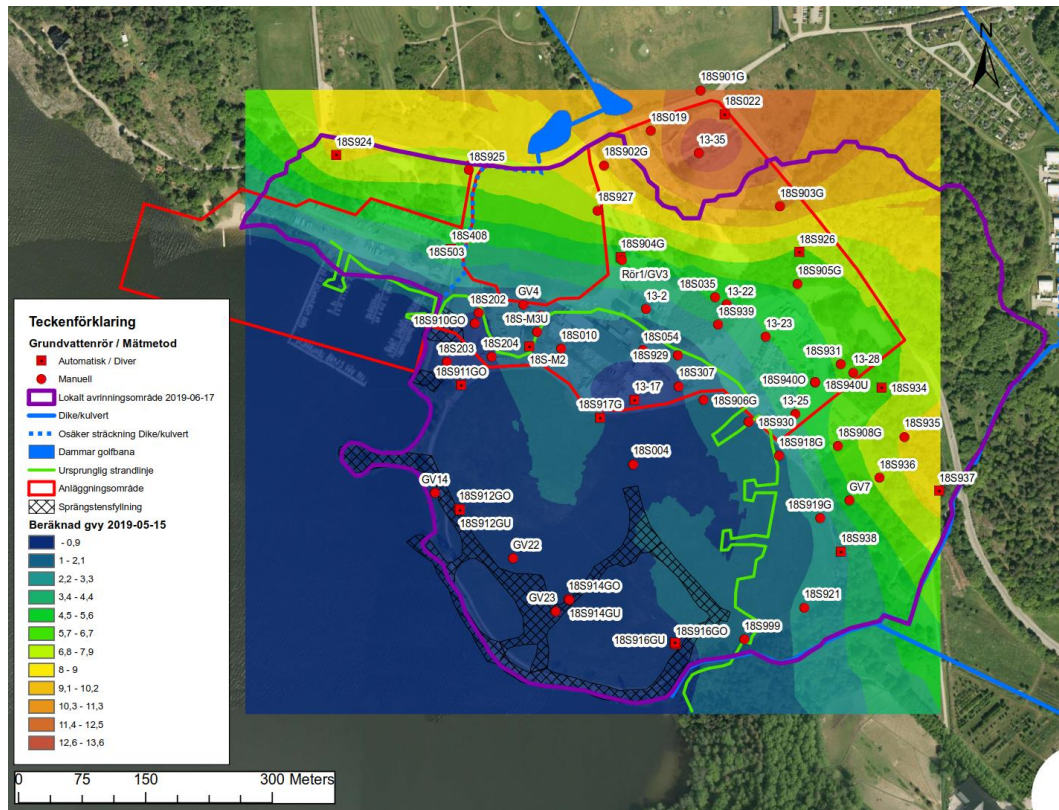 N
18S901G
18S022
18S019
13-35
18S924
18S925
18S902G
18S903G
18S927
18S408
18S503
18S904G
18S926
Rör1/GV3
18S905G
GV4
13-2
18S035
13-22
18S202
18S939
18S910GO
18S-M3U
18S010
18S054
13-23
18S203
18S204
18S-M2
18S929
18S931
13-28
18S911GO
18S307
18S940O
18S940U
18S934
13-17
18S917G
18S906G
13-25
18S930
18S935
18S918G
18S908G
18S004
18S936
18S937
GV14
GV7
18S912GO
18S919G
18S912GU
18S938
GV22
18S914GO
GV23
18S914GU
18S921
18S916GU
18S916GO
18S999
Teckenförklaring
Grundvattenrör / Mätmetod
Automatisk / Diver
Manuell
Lokalt avrinningsområde 2019-06-17
Dike/kulvert
Osäker sträckning Dike/kulvert
Dammar golfbana
Ursprunglig strandlinje
Anläggningsområde
Sprängstensfyllning
Beräknad gvy 2019-05-15
- 0,9
1 - 2,1
2,2 - 3,3
3,4 - 4,4
4,5 - 5,6
5,7 - 6,7
6,8 - 7,9
8 - 9
9,1 - 10,2
10,3 - 11,3
11,4 - 12,5
12,6 - 13,6
0 75 150 300 Meters